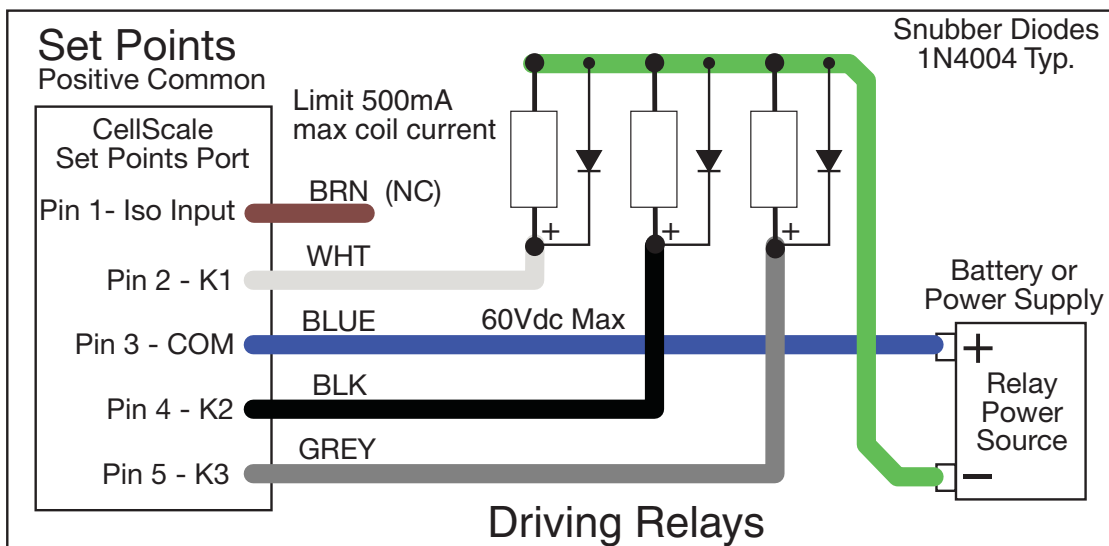 Set Points
Positive Common
Snubber Diodes
1N4004 Typ.
Limit 500mA
max coil current
CellScale
Set Points Port
Pin 1- Iso Input
BRN (NC)
+ + +
Pin 2 - K1
WHT
Battery or
Power Supply
Pin 3 - COM
BLUE
60Vdc Max
+
Relay
Power
Source
Pin 4 - K2
BLK
Pin 5 - K3
GREY
−
Driving Relays